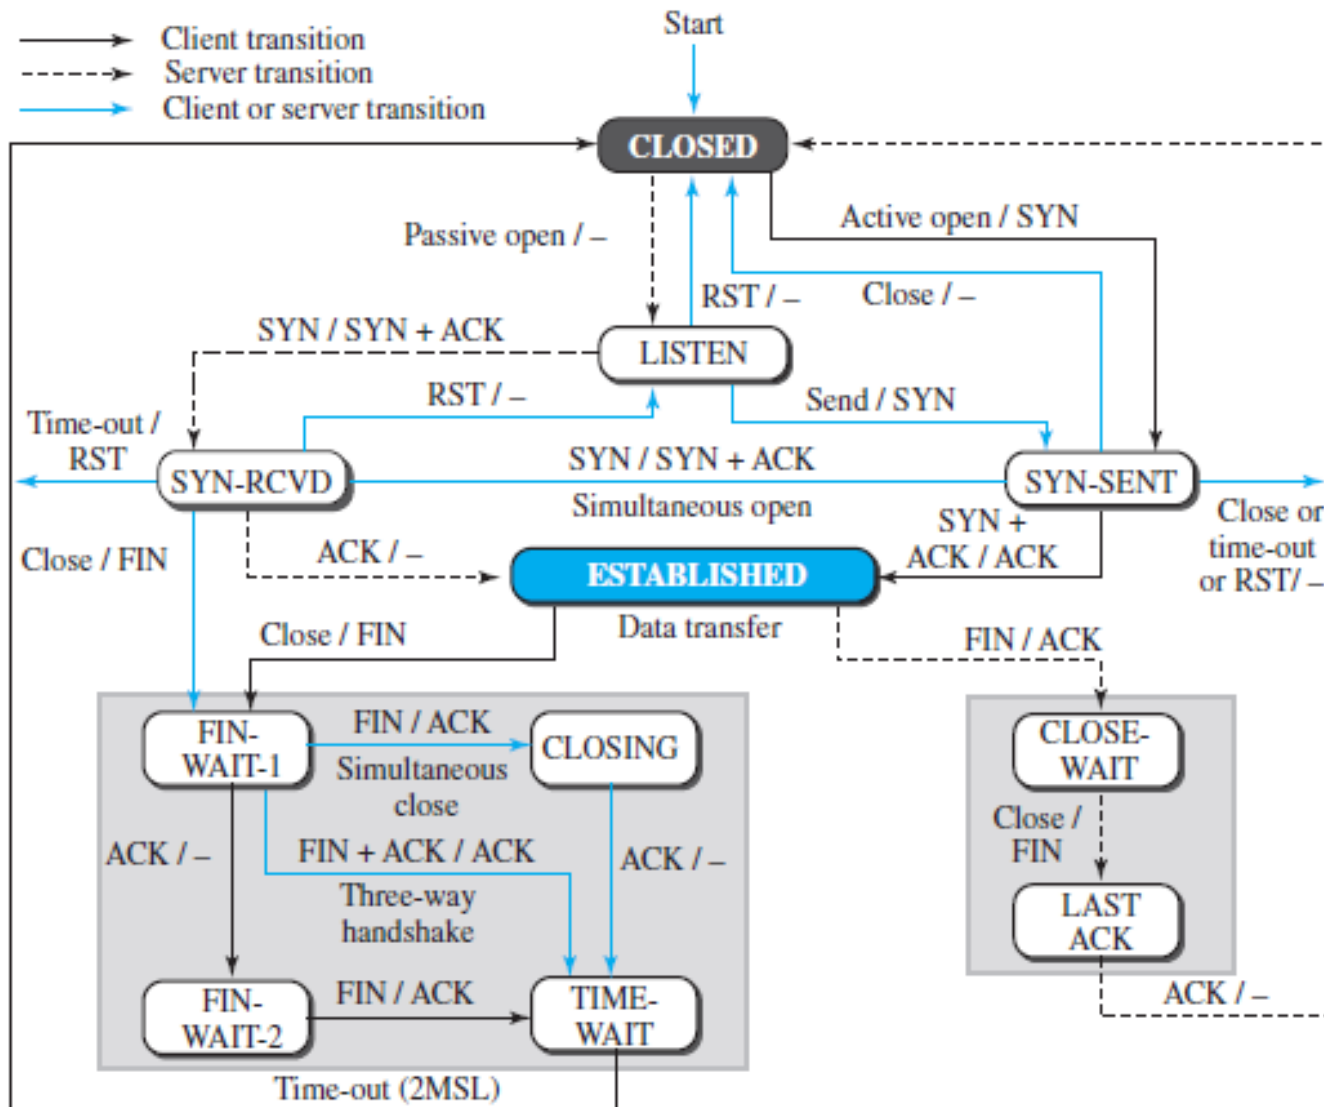 Start
Client transition
Server transition
Client or server transition
CLOSED
Active open / SYN
Passive open / –
RST / –
Close / –
SYN / SYN + ACK
LISTEN
RST / –
Send / SYN
Time-out /
RST
SYN-RCVD
SYN / SYN + ACK
Simultaneous open
SYN-SENT
Close or
time-out
or RST/ –
SYN +
ACK / ACK
Close / FIN
ACK / –
ESTABLISHED
Data transfer
Close / FIN
FIN / ACK
FIN-
WAIT-1
FIN / ACK
Simultaneous
close
CLOSING
CLOSE-
WAIT
Close /
FIN
ACK / –
FIN + ACK / ACK
Three-way
handshake
ACK / –
LAST
ACK
FIN-
WAIT-2
FIN / ACK
TIME-
WAIT
ACK / –
Time-out (2MSL)